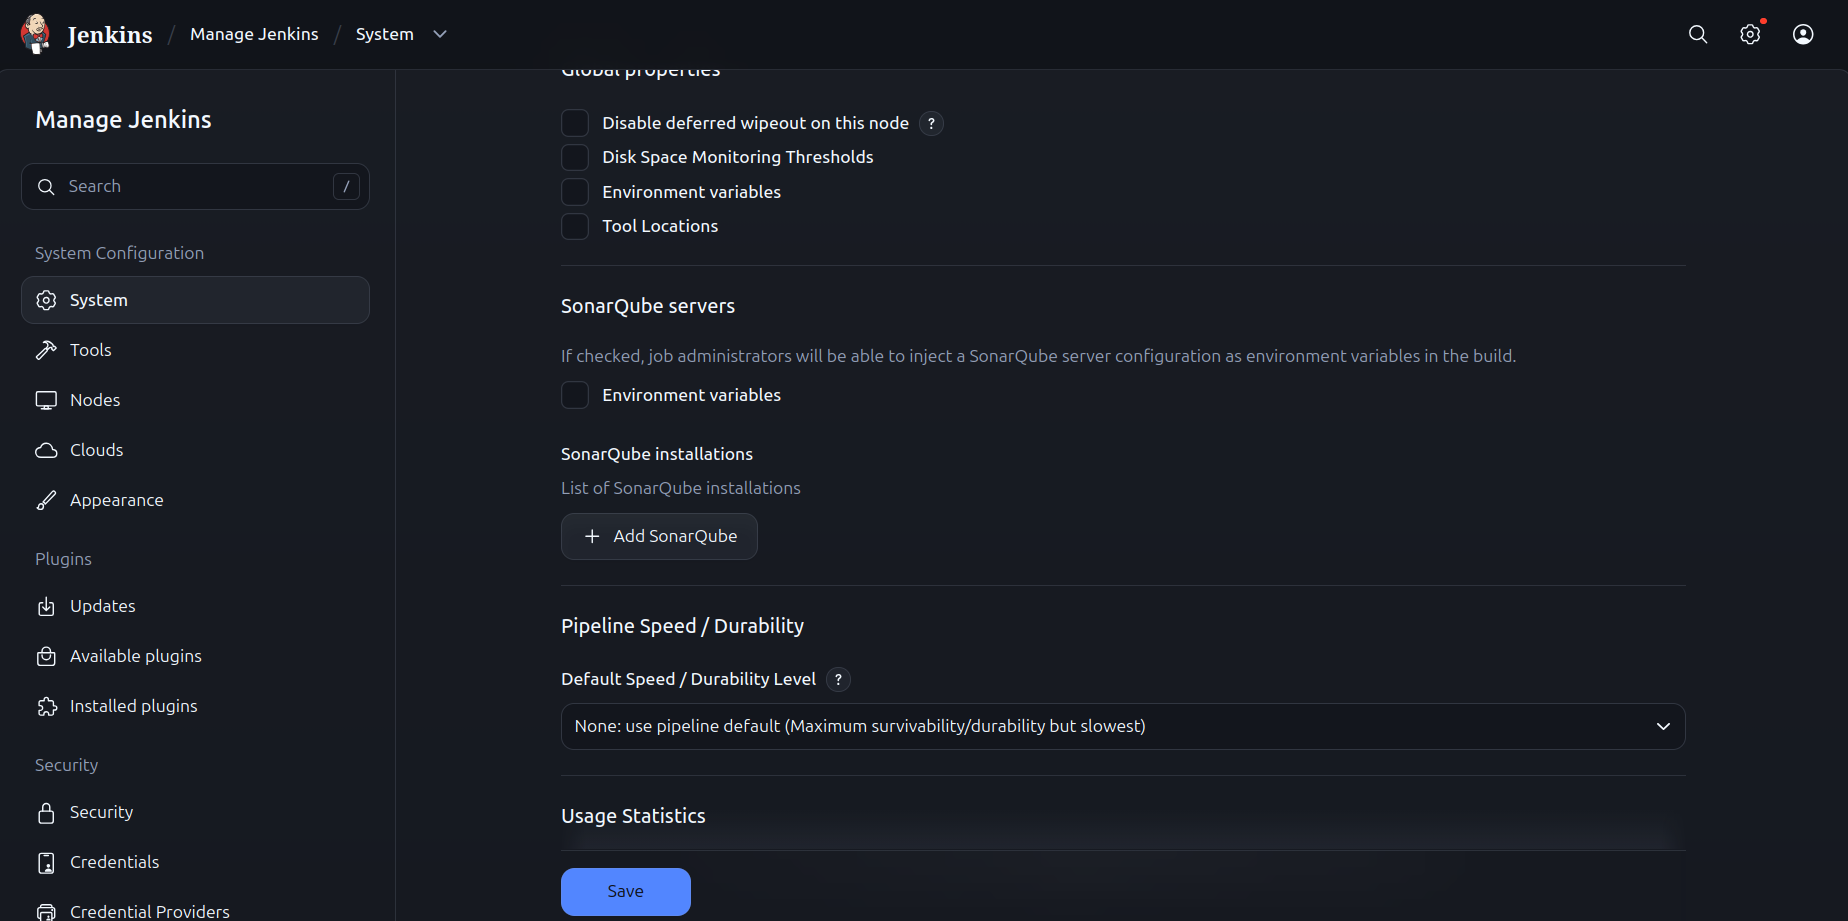 Jenkins / Manage Jenkins / System
Manage Jenkins
Search /
System Configuration
System
Tools
Nodes
Clouds
Appearance
Plugins
Updates
Available plugins
Installed plugins
Security
Security
Credentials
Credential Providers
Global properties
Disable deferred wipeout on this node ?
Disk Space Monitoring Thresholds
Environment variables
Tool Locations
SonarQube servers
If checked, job administrators will be able to inject a SonarQube server configuration as environment variables in the build.
Environment variables
SonarQube installations
List of SonarQube installations
+ Add SonarQube
Pipeline Speed / Durability
Default Speed / Durability Level ?
None: use pipeline default (Maximum survivability/durability but slowest)
Usage Statistics
Save